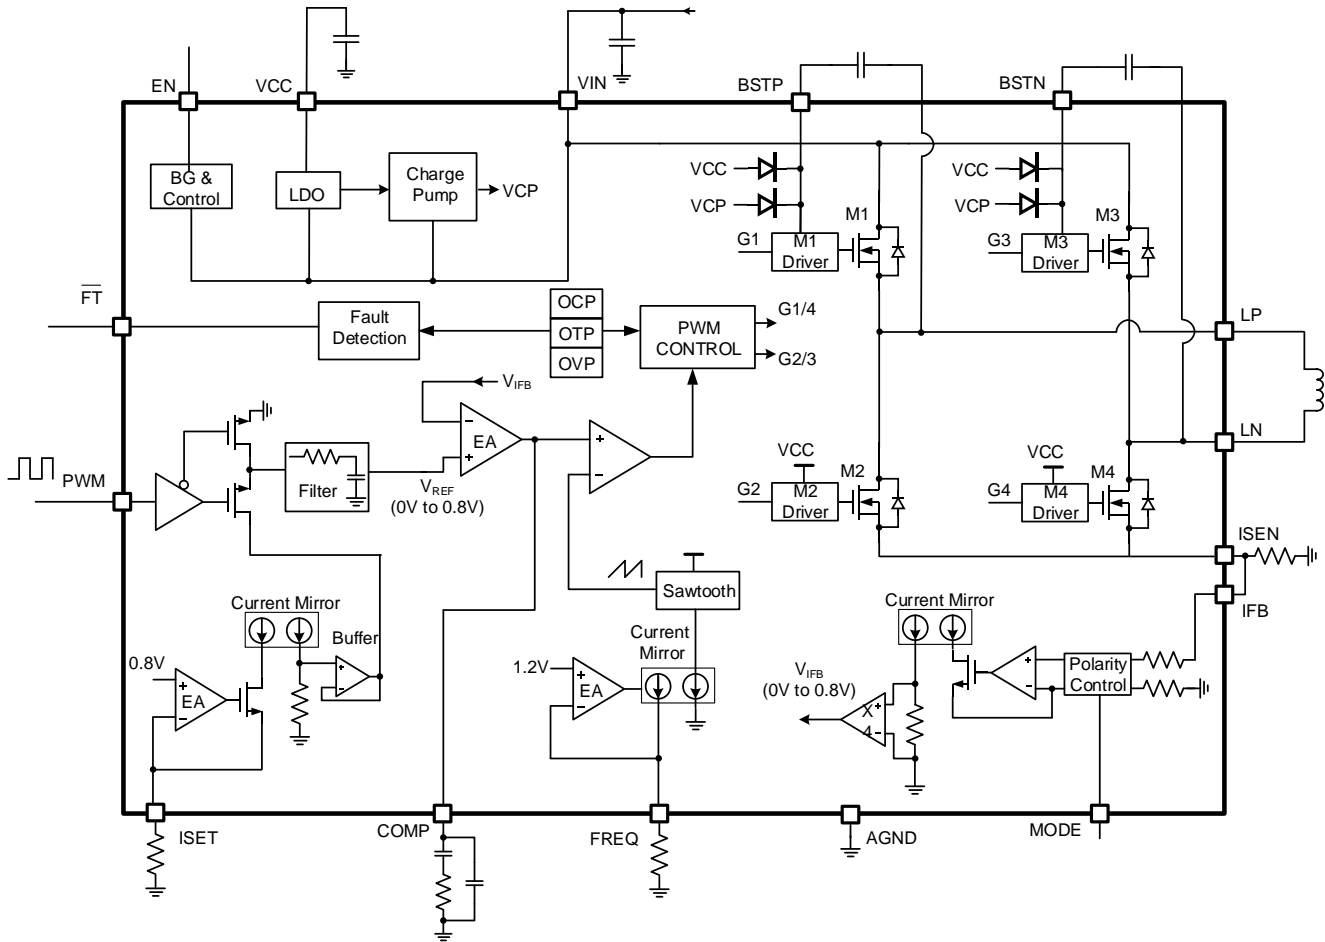 EN
VCC
VIN
BSTP
BSTN
BG &
Control
LDO
Charge
Pump
VCP
VCC
VCP
G1
M1
Driver
M1
VCC
VCP
G3
M3
Driver
M3
FT
Fault
Detection
OCP
OTP
OVP
PWM
CONTROL
G1/4
G2/3
LP
LN
VIFB
EA
VREF
(0V to 0.8V)
PWM
Filter
VCC
G2
M2
Driver
M2
VCC
G4
M4
Driver
M4
ISEN
IFB
Sawtooth
Current Mirror
Buffer
0.8V
EA
1.2V
EA
Current
Mirror
Current Mirror
VIFB
(0V to 0.8V)
X
4
Polarity
Control
ISET
COMP
FREQ
AGND
MODE